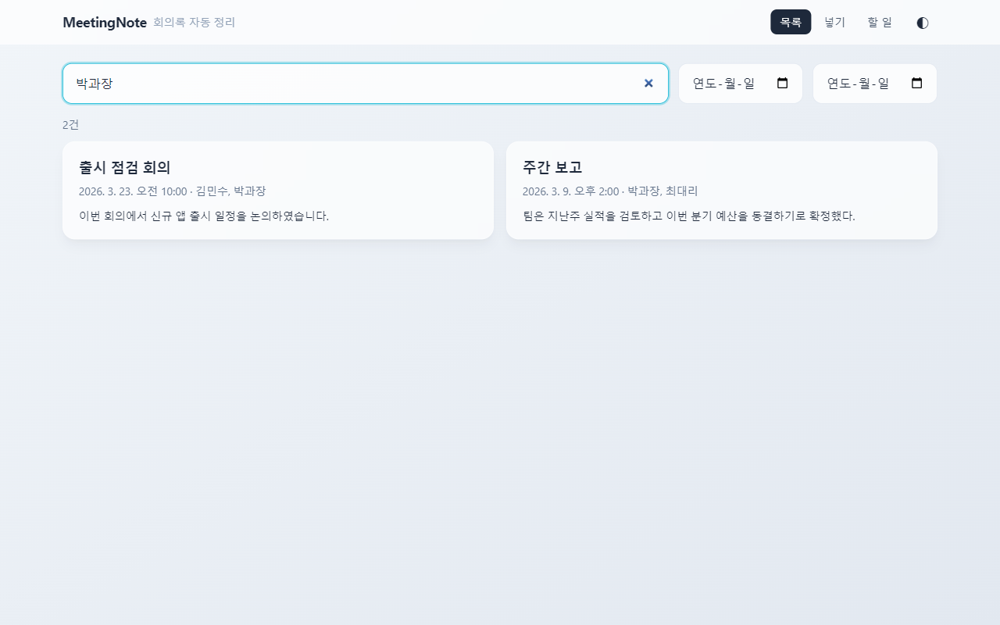 MeetingNote 회의록 자동 정리 목록 넣기 할 일
박과장 연도-월-일 연도-월-일
2건
출시 점검 회의
2026. 3. 23. 오전 10:00 · 김민수, 박과장
이번 회의에서 신규 앱 출시 일정을 논의하였습니다.
주간 보고
2026. 3. 9. 오후 2:00 · 박과장, 최대리
팀은 지난주 실적을 검토하고 이번 분기 예산을 동결하기로 확정했다.